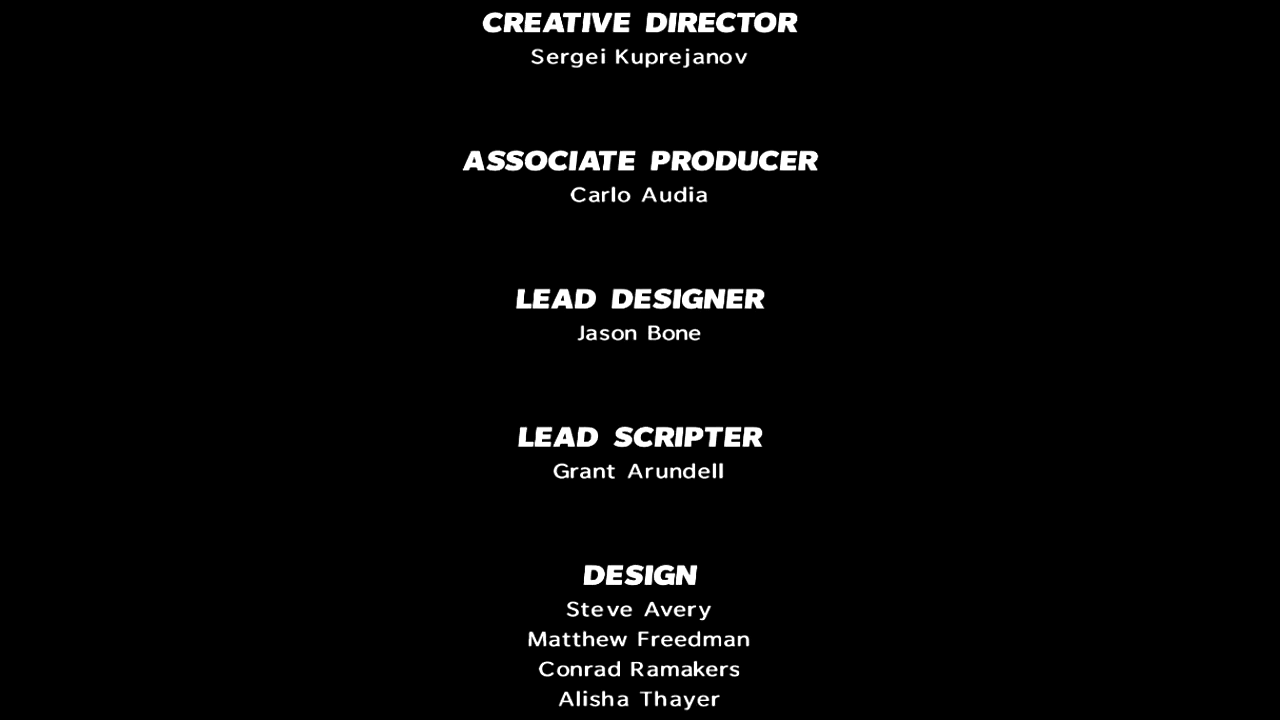 CREATIVE DIRECTOR
Sergei Kuprejanov
ASSOCIATE PRODUCER
Carlo Audia
LEAD DESIGNER
Jason Bone
LEAD SCRIPTER
Grant Arundell
DESIGN
Steve Avery
Matthew Freedman
Conrad Ramakers
Alisha Thayer